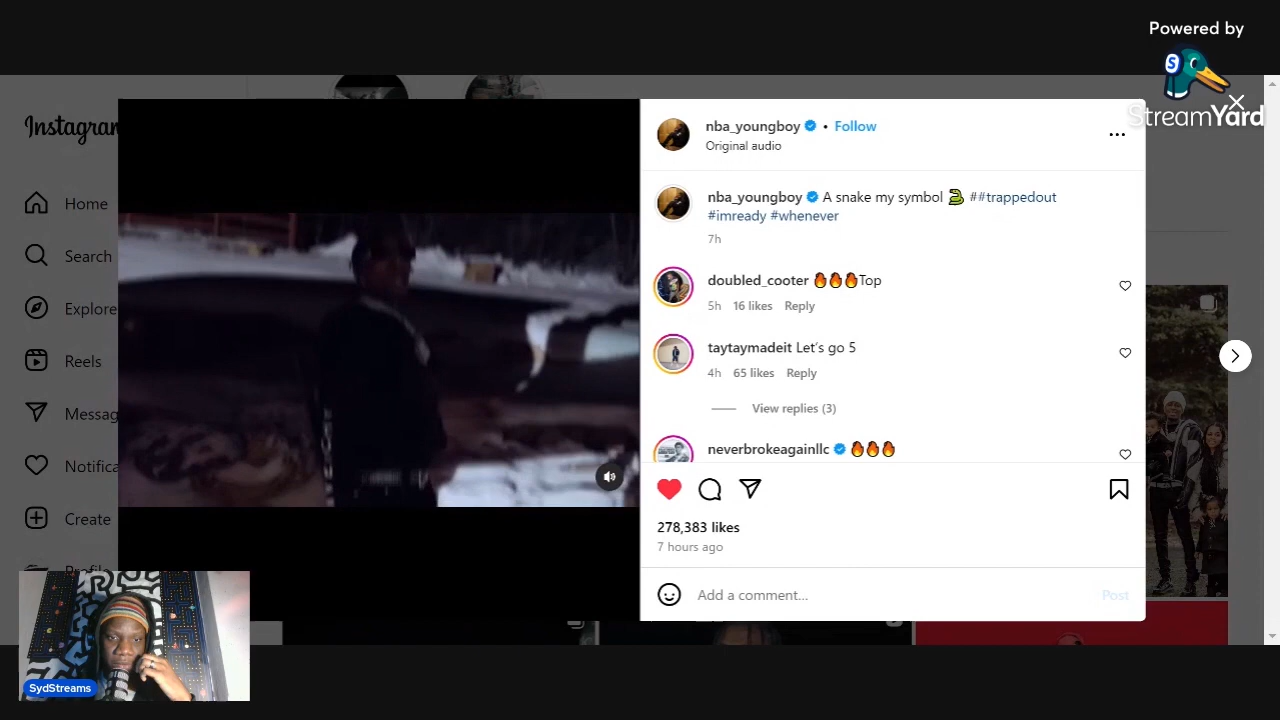 Powered by
StreamYard
Instagram
nba_youngboy • Follow
Original audio
nba_youngboy A snake my symbol 🐍 ##trappedout
#imready #whenever
7h
doubled_cooter 🔥🔥🔥Top
5h 16 likes Reply
taytaymadeit Let's go 5
4h 65 likes Reply
View replies (3)
neverbrokeagainllc 🔥🔥🔥
278,383 likes
7 hours ago
Add a comment...
Post
Home
Search
Explore
Reels
Messag
Notifica
Create
Profile
SydStreams